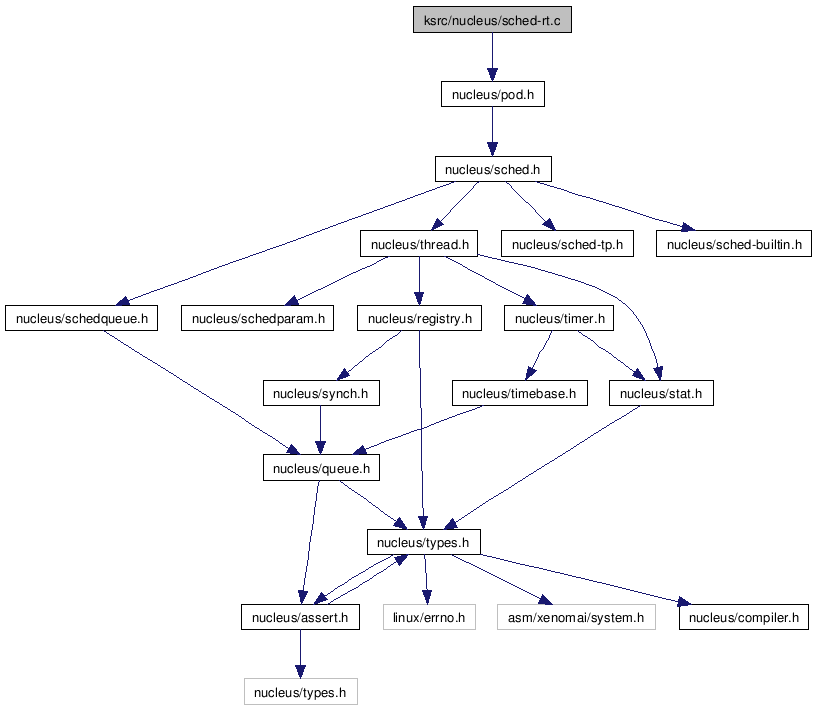 ksrc/nucleus/sched-rt.c
nucleus/pod.h
nucleus/sched.h
nucleus/thread.h
nucleus/sched-tp.h
nucleus/sched-builtin.h
nucleus/schedqueue.h
nucleus/schedparam.h
nucleus/registry.h
nucleus/timer.h
nucleus/synch.h
nucleus/timebase.h
nucleus/stat.h
nucleus/queue.h
nucleus/types.h
nucleus/assert.h
linux/errno.h
asm/xenomai/system.h
nucleus/compiler.h
nucleus/types.h